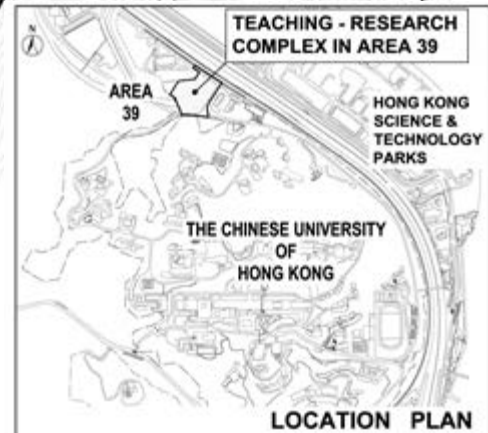 TEACHING - RESEARCH
COMPLEX IN AREA 39
N
AREA
39
HONG KONG
SCIENCE &
TECHNOLOGY
PARKS
THE CHINESE UNIVERSITY
OF
HONG KONG
LOCATION PLAN